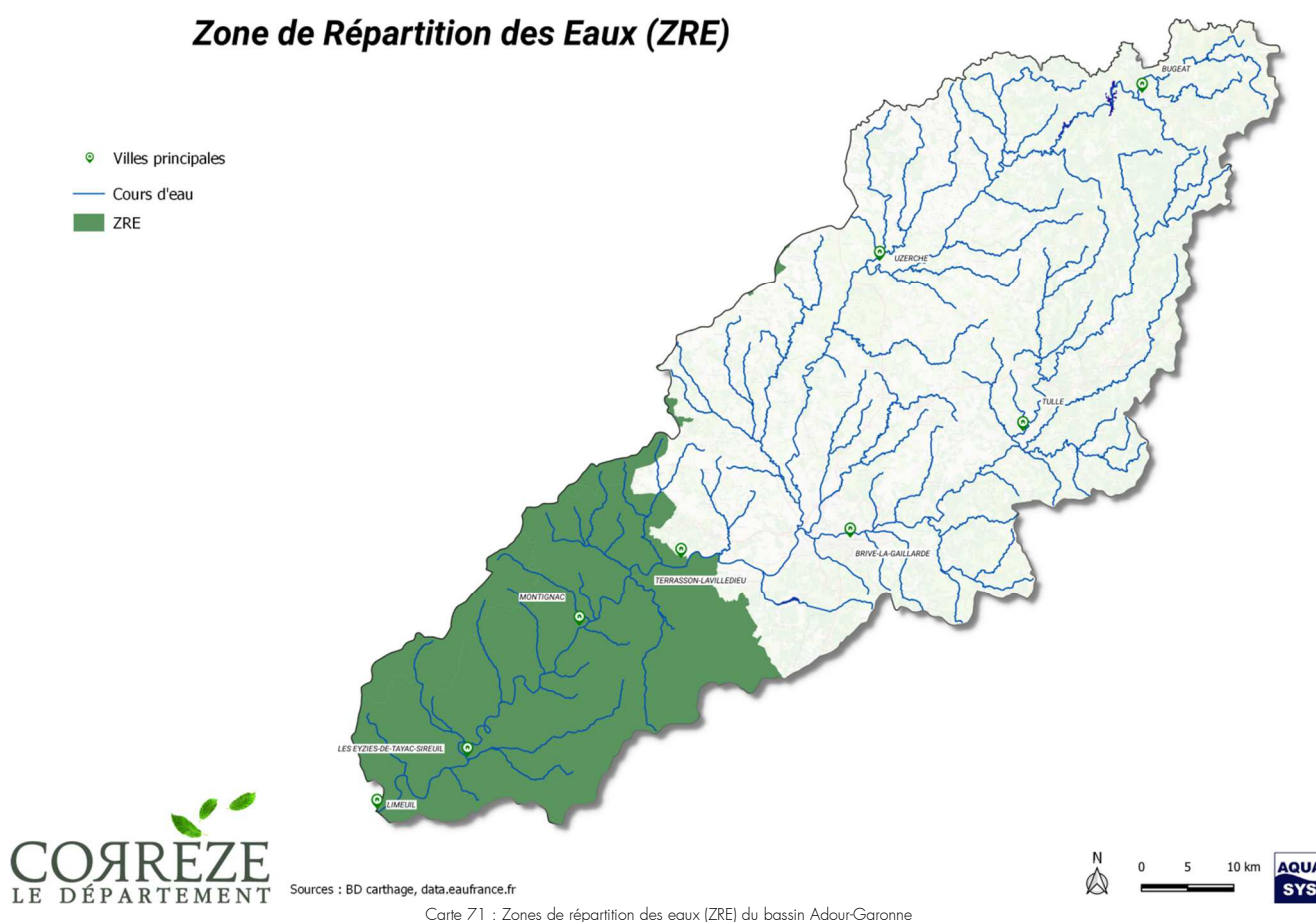 Zone de Répartition des Eaux (ZRE)
Villes principales
Cours d'eau
ZRE
BUGEAT
UZERCHE
TULLE
BRIVE-LA-GAILLARDE
TERRASSON-LAVILLEDIEU
MONTIGNAC
LES EYZIES-DE-TAYAC-SIREUIL
LIMEUIL
CORRÈZE
LE DÉPARTEMENT
Sources : BD carthage, data.eaufrance.fr
N
0 5 10 km
AQUA
SYS
Carte 71 : Zones de répartition des eaux (ZRE) du bassin Adour-Garonne